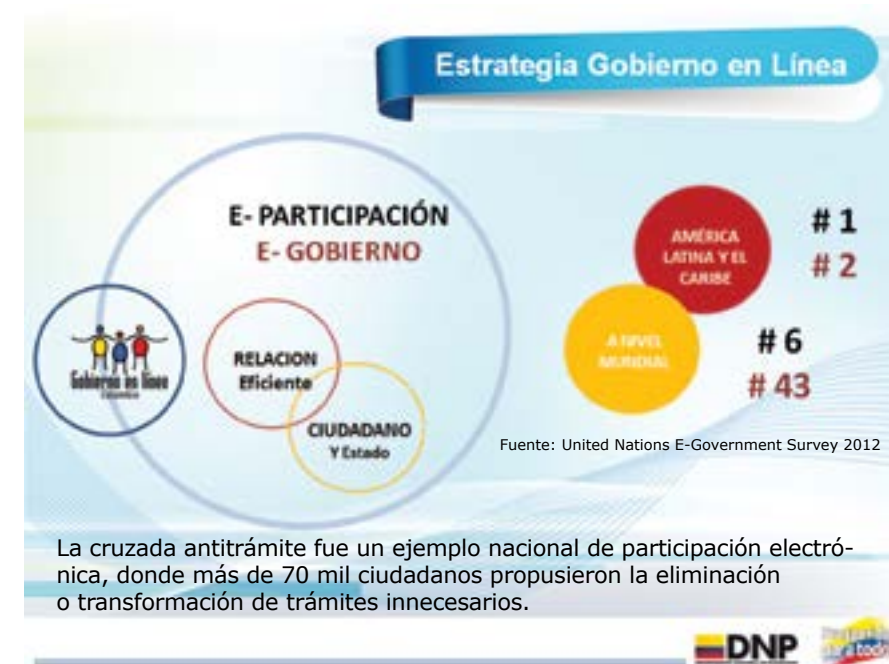 Estrategia Gobierno en Línea
E- PARTICIPACIÓN
E- GOBIERNO
Gobierno en línea
RELACION
Eficiente
CIUDADANO
Y Estado
AMÉRICA
LATINA Y EL
CARIBE
# 1
# 2
A NIVEL
MUNDIAL
# 6
# 43
Fuente: United Nations E-Government Survey 2012
La cruzada antitrámite fue un ejemplo nacional de participación electró-
nica, donde más de 70 mil ciudadanos propusieron la eliminación
o transformación de trámites innecesarios.
DNP